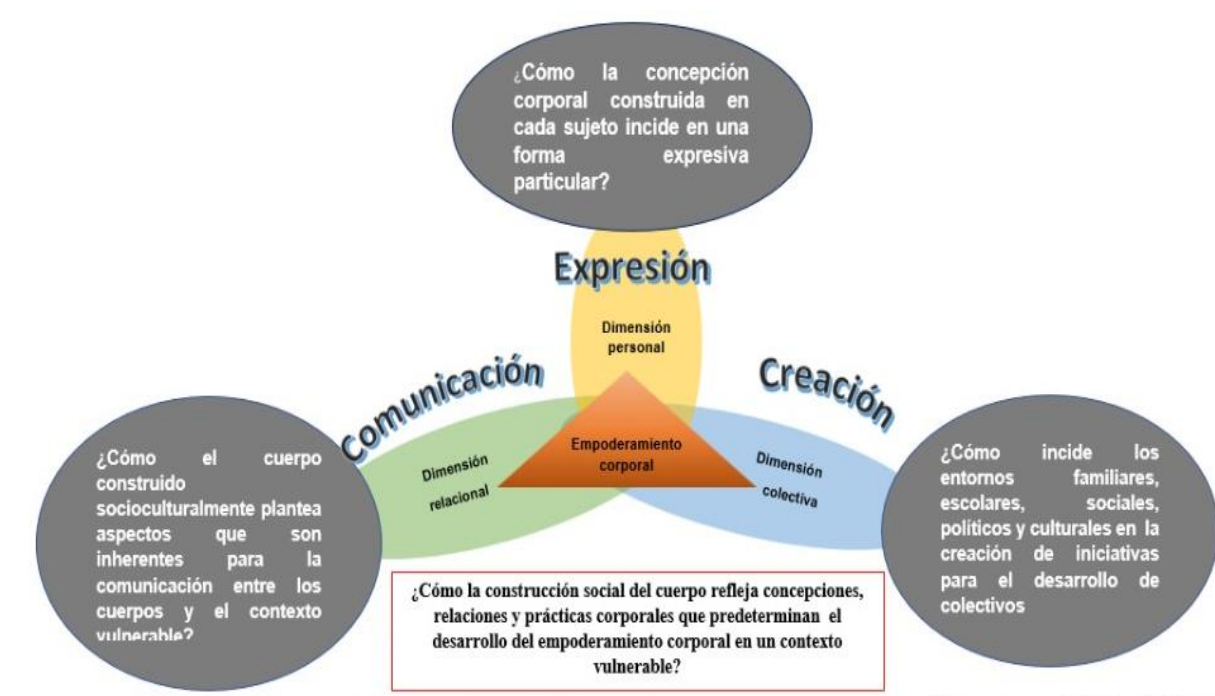 ¿Cómo la concepción
corporal construida en
cada sujeto incide en una
forma expresiva
particular?
Expresión
Dimensión
personal
Comunicación
Creación
Empoderamiento
corporal
Dimensión
relacional
Dimensión
colectiva
¿Cómo el cuerpo
construido
socioculturalmente plantea
aspectos que son
inherentes para la
comunicación entre los
cuerpos y el contexto
vulnerable?
¿Cómo incide los
entornos familiares,
escolares, sociales,
políticos y culturales en la
creación de iniciativas
para el desarrollo de
colectivos
¿Cómo la construcción social del cuerpo refleja concepciones,
relaciones y prácticas corporales que predeterminan el
desarrollo del empoderamiento corporal en un contexto
vulnerable?